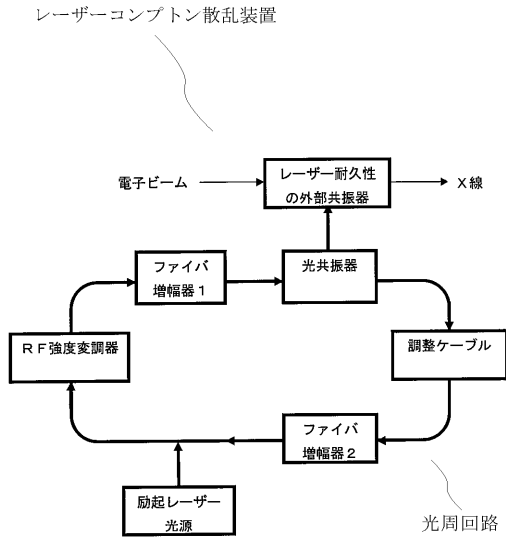 レーザーコンプトン散乱装置
電子ビーム
レーザー耐久性
の外部共振器
X線
ファイバ
増幅器1
光共振器
RF強度変調器
調整ケーブル
ファイバ
増幅器2
励起レーザー
光源
光周回路